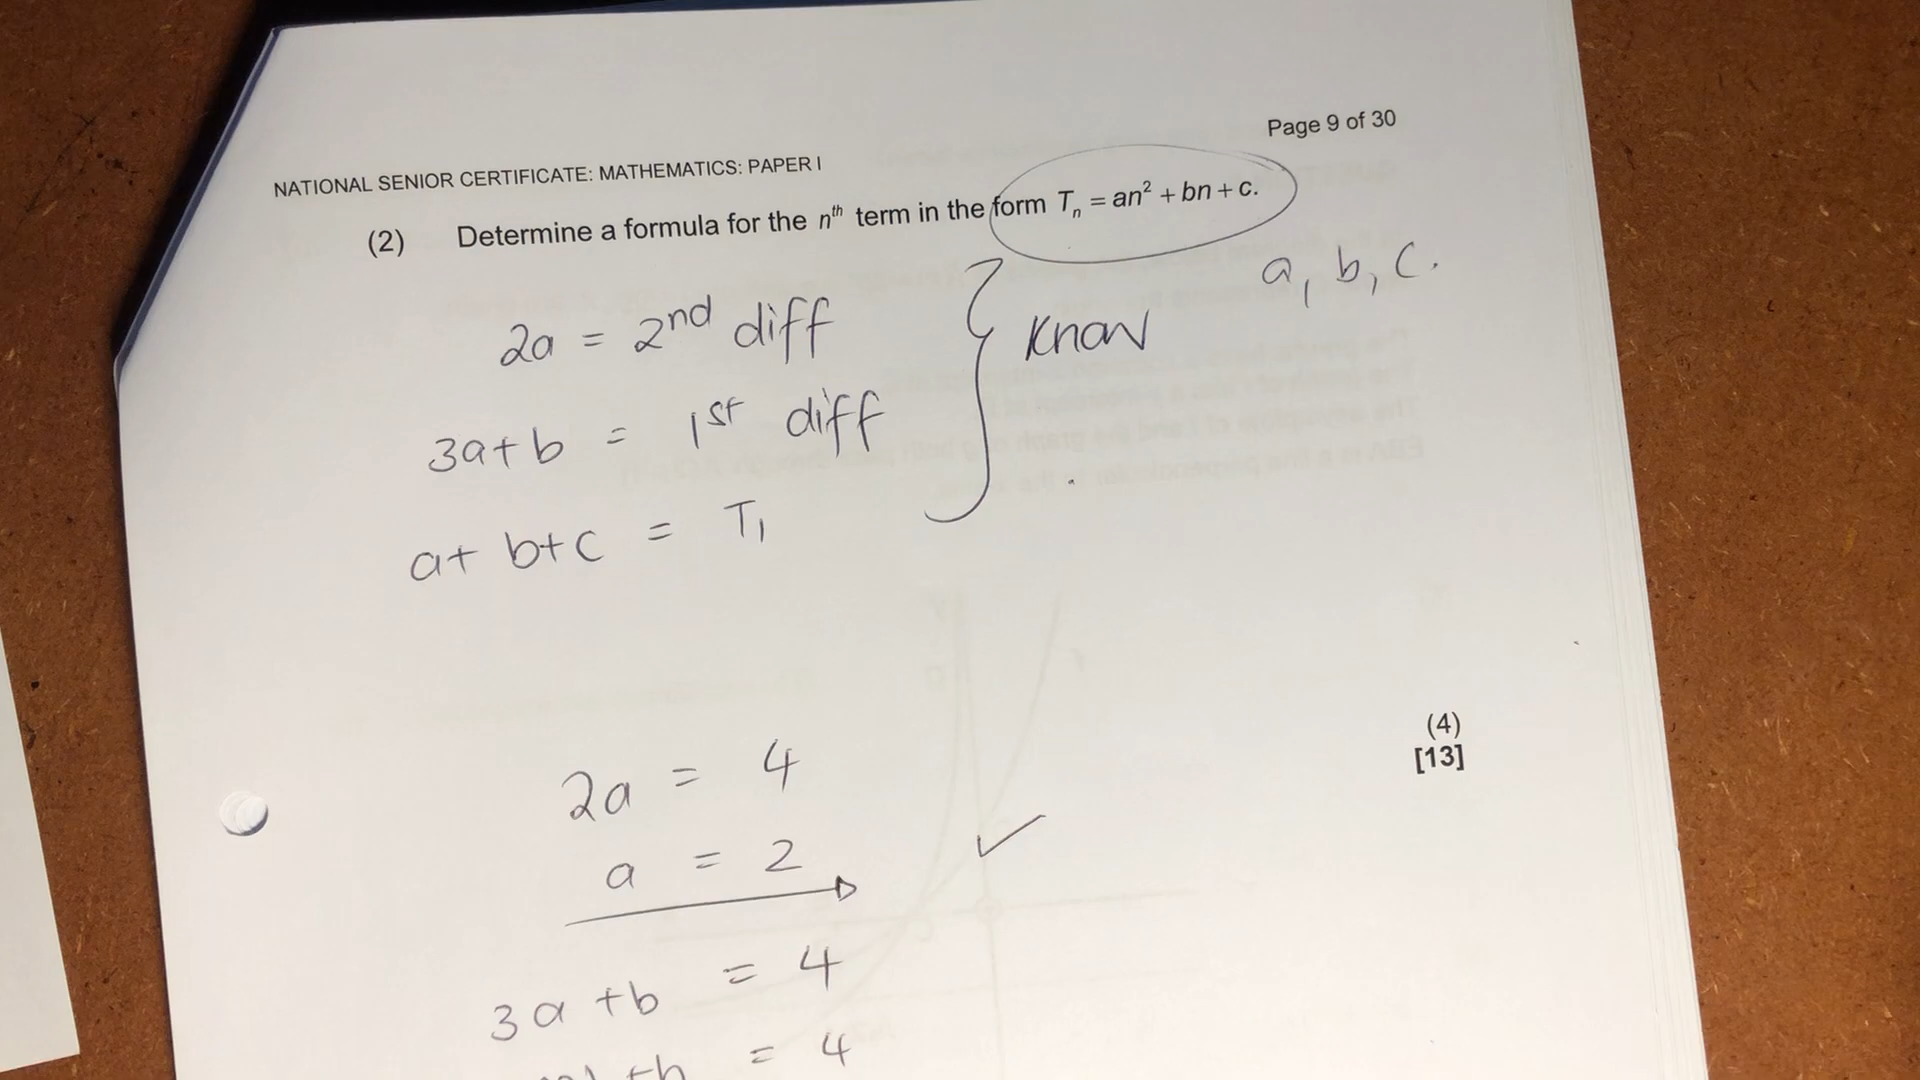 Page 9 of 30
NATIONAL SENIOR CERTIFICATE: MATHEMATICS: PAPER I
(2) Determine a formula for the nᵗʰ term in the form Tₙ = an² + bn + c.
a, b, c.
2a = 2ⁿᵈ diff
Know
3a + b = 1ˢᵗ diff
a + b + c = T₁
(4)
[13]
2a = 4
a = 2 ✓
3a + b = 4
+b = 4